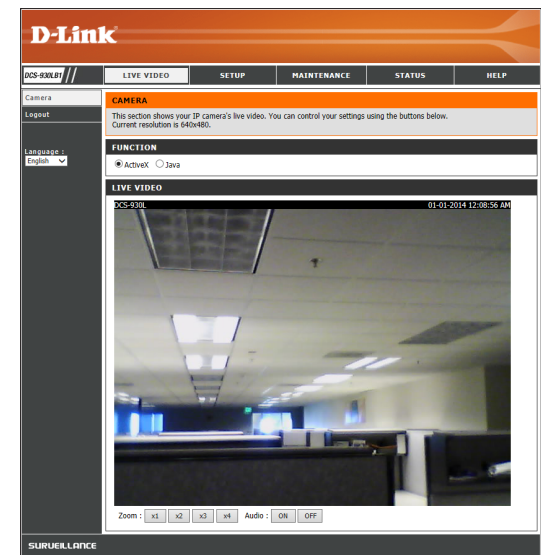 D-Link
DCS-930LB1 // LIVE VIDEO SETUP MAINTENANCE STATUS HELP
Camera
Logout
Language :
English
CAMERA
This section shows your IP camera's live video. You can control your settings using the buttons below.
Current resolution is 640x480.
FUNCTION
ActiveX Java
LIVE VIDEO
DCS-930L 01-01-2014 12:08:56 AM
Zoom : x1 x2 x3 x4 Audio : ON OFF
SURVEILLANCE